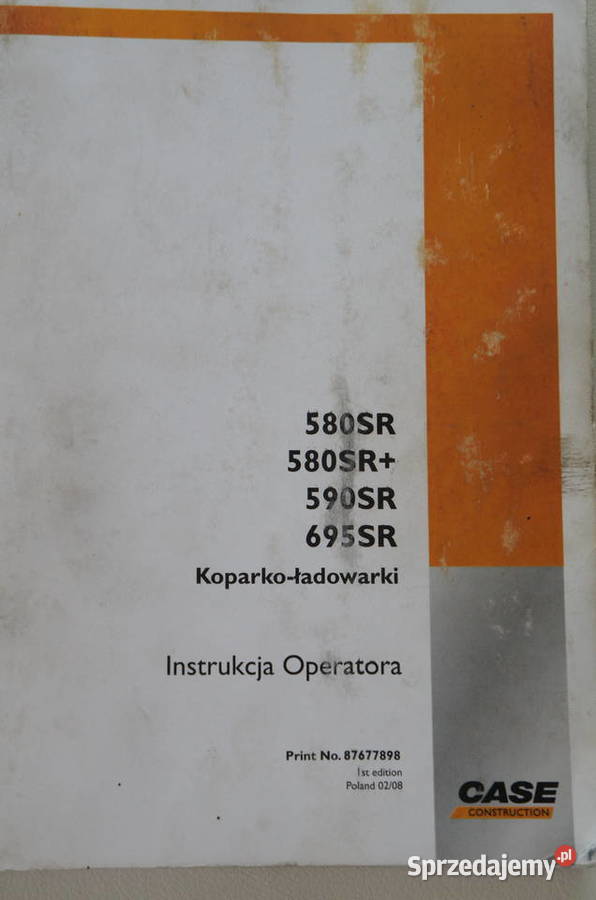 580SR
580SR+
590SR
695SR
Koparko-ładowarki
Instrukcja Operatora
Print No. 87677898
1st edition
Poland 02/08
CASE
CONSTRUCTION
Sprzedajemy.pl